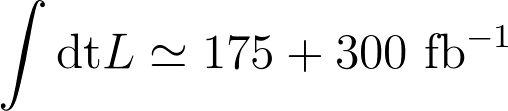 ∫ dtL ≃ 175 + 300 fb⁻¹